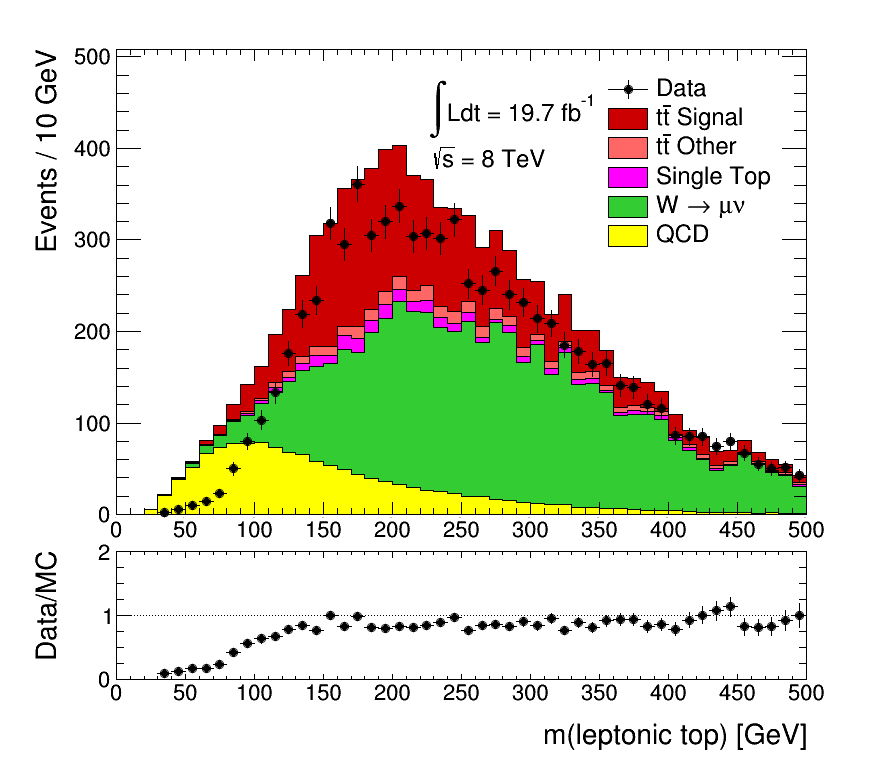 500
400
300
200
100
0
Events / 10 GeV
∫Ldt = 19.7 fb⁻¹
√s = 8 TeV
Data
tt̄ Signal
tt̄ Other
Single Top
W → μν
QCD
0 50 100 150 200 250 300 350 400 450 500
2
1
0
Data/MC
0 50 100 150 200 250 300 350 400 450 500
m(leptonic top) [GeV]